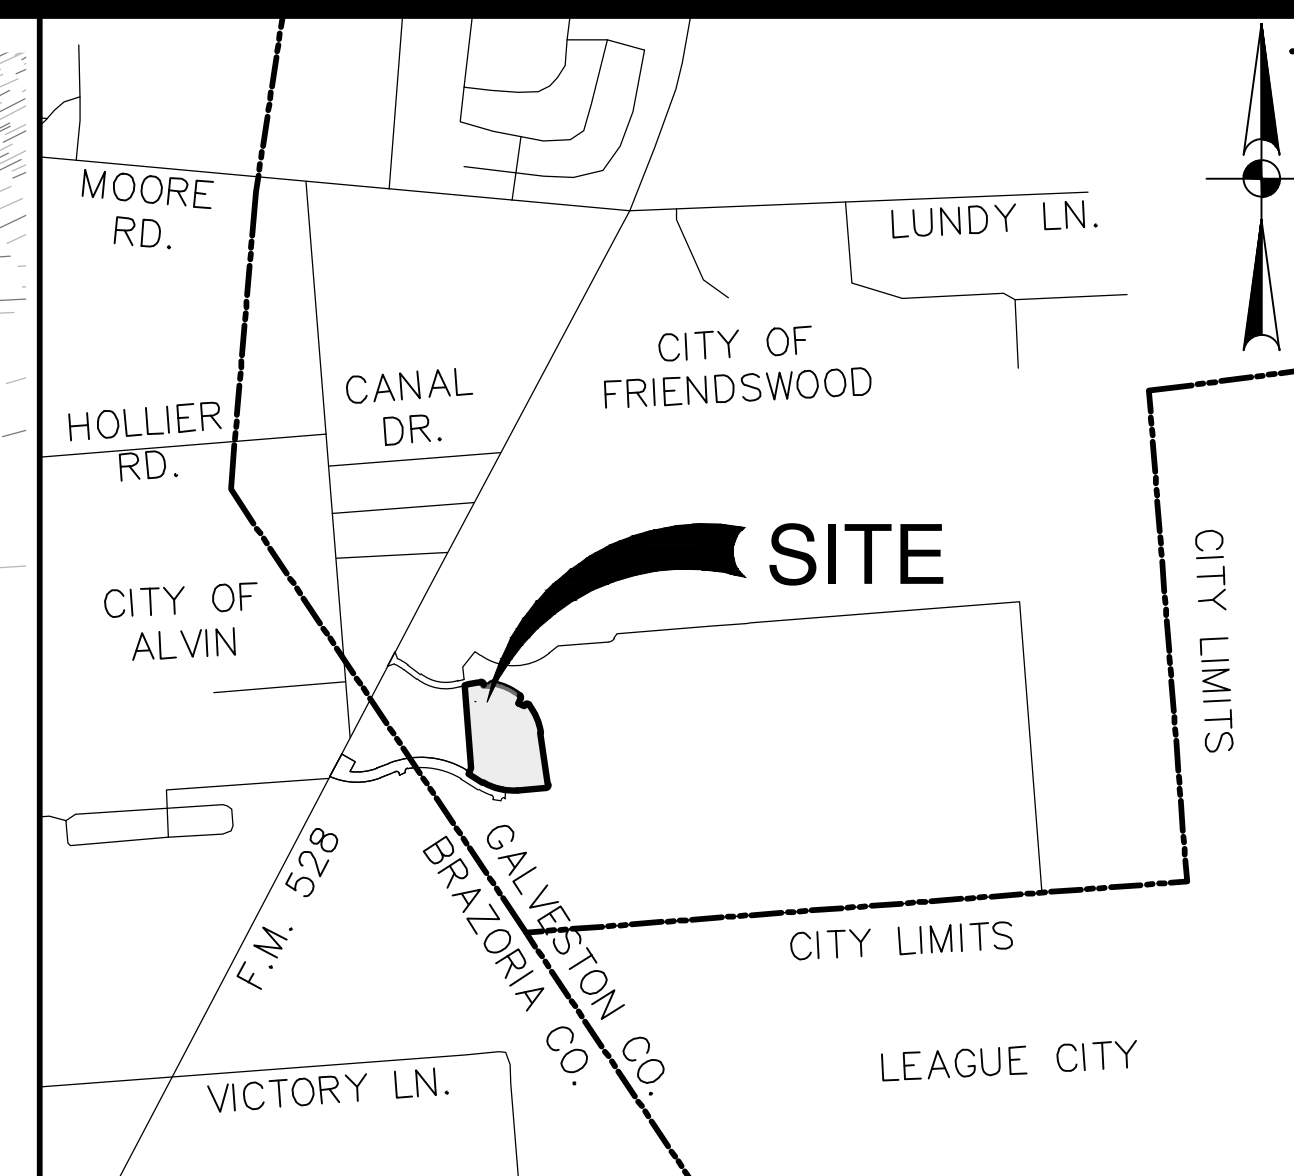 MOORE
RD.
LUNDY LN.
CITY OF
FRIENDSWOOD
CANAL
DR.
HOLLIER
RD.
SITE
CITY LIMITS
CITY OF
ALVIN
F.M. 528
GALVESTON CO.
BRAZORIA CO.
CITY LIMITS
LEAGUE CITY
VICTORY LN.